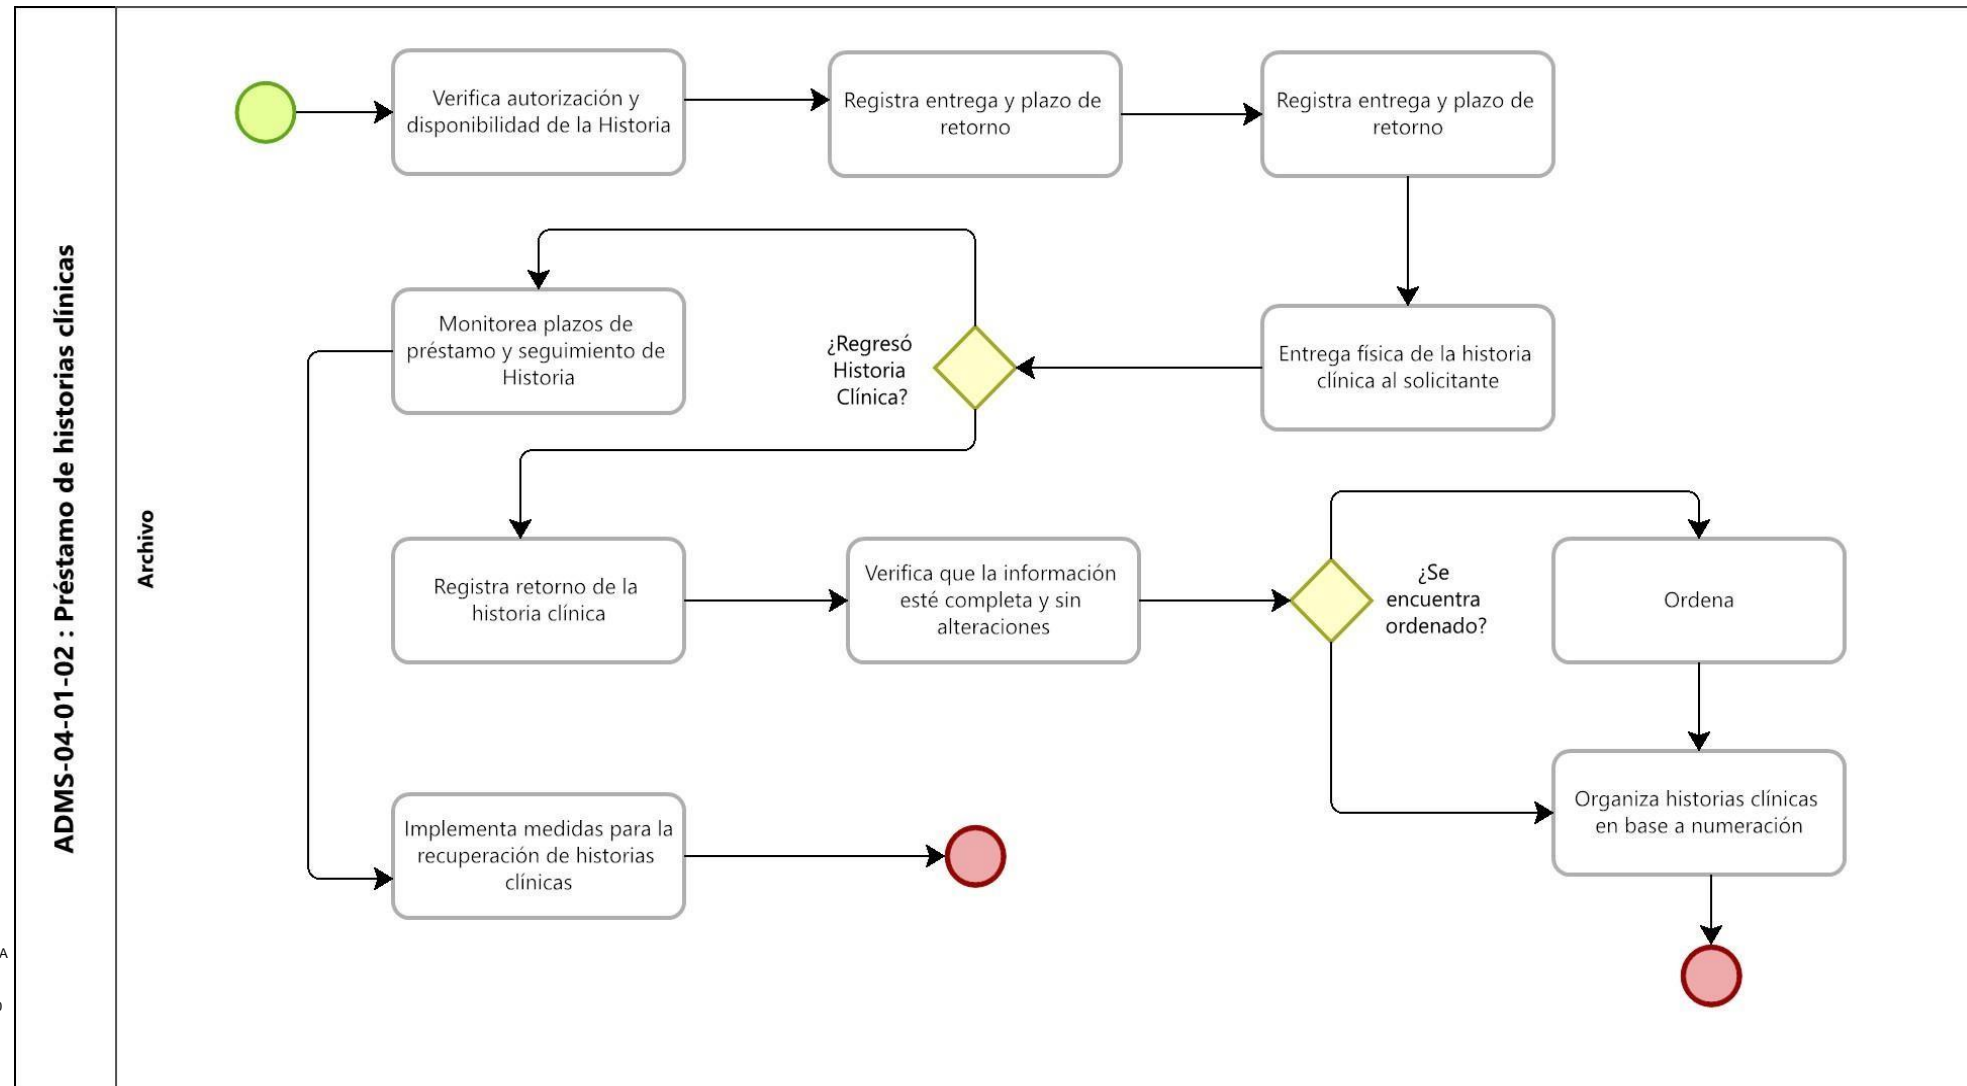 ADMS-04-01-02 : Préstamo de historias clínicas
Archivo
Verifica autorización y
disponibilidad de la Historia
Registra entrega y plazo de
retorno
Registra entrega y plazo de
retorno
Monitorea plazos de
préstamo y seguimiento de
Historia
¿Regresó
Historia
Clínica?
Entrega física de la historia
clínica al solicitante
Registra retorno de la
historia clínica
Verifica que la información
esté completa y sin
alteraciones
¿Se
encuentra
ordenado?
Ordena
Implementa medidas para la
recuperación de historias
clínicas
Organiza historias clínicas
en base a numeración
A